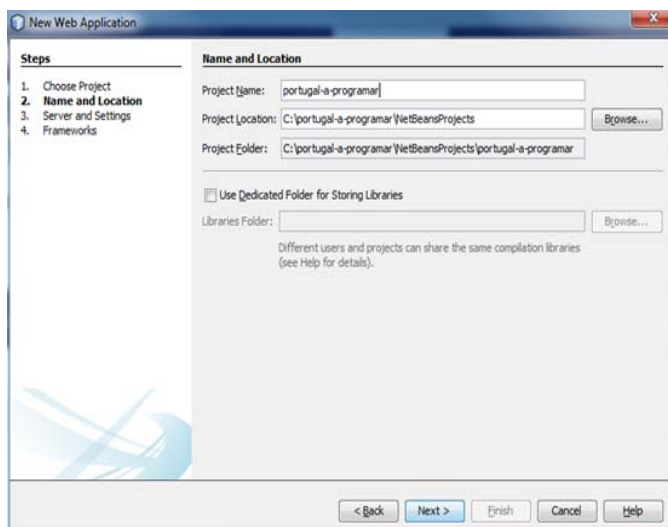 New Web Application
Steps
1. Choose Project
2. Name and Location
3. Server and Settings
4. Frameworks
Name and Location
Project Name: portugal-a-programar
Project Location: C:\portugal-a-programar\NetBeansProjects Browse...
Project Folder: C:\portugal-a-programar\NetBeansProjects\portugal-a-programar
Use Dedicated Folder for Storing Libraries
Libraries Folder: Browse...
Different users and projects can share the same compilation libraries
(see Help for details).
< Back Next > Finish Cancel Help